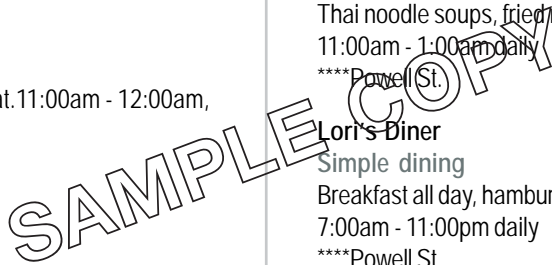 at.11:00am - 12:00am,
Thai noodle soups, fried
11:00am - 1:00am daily
****Powell St.
Lori's Diner
Simple dining
Breakfast all day, hambur
7:00am - 11:00pm daily
****Powell St.
SAMPLE COPY